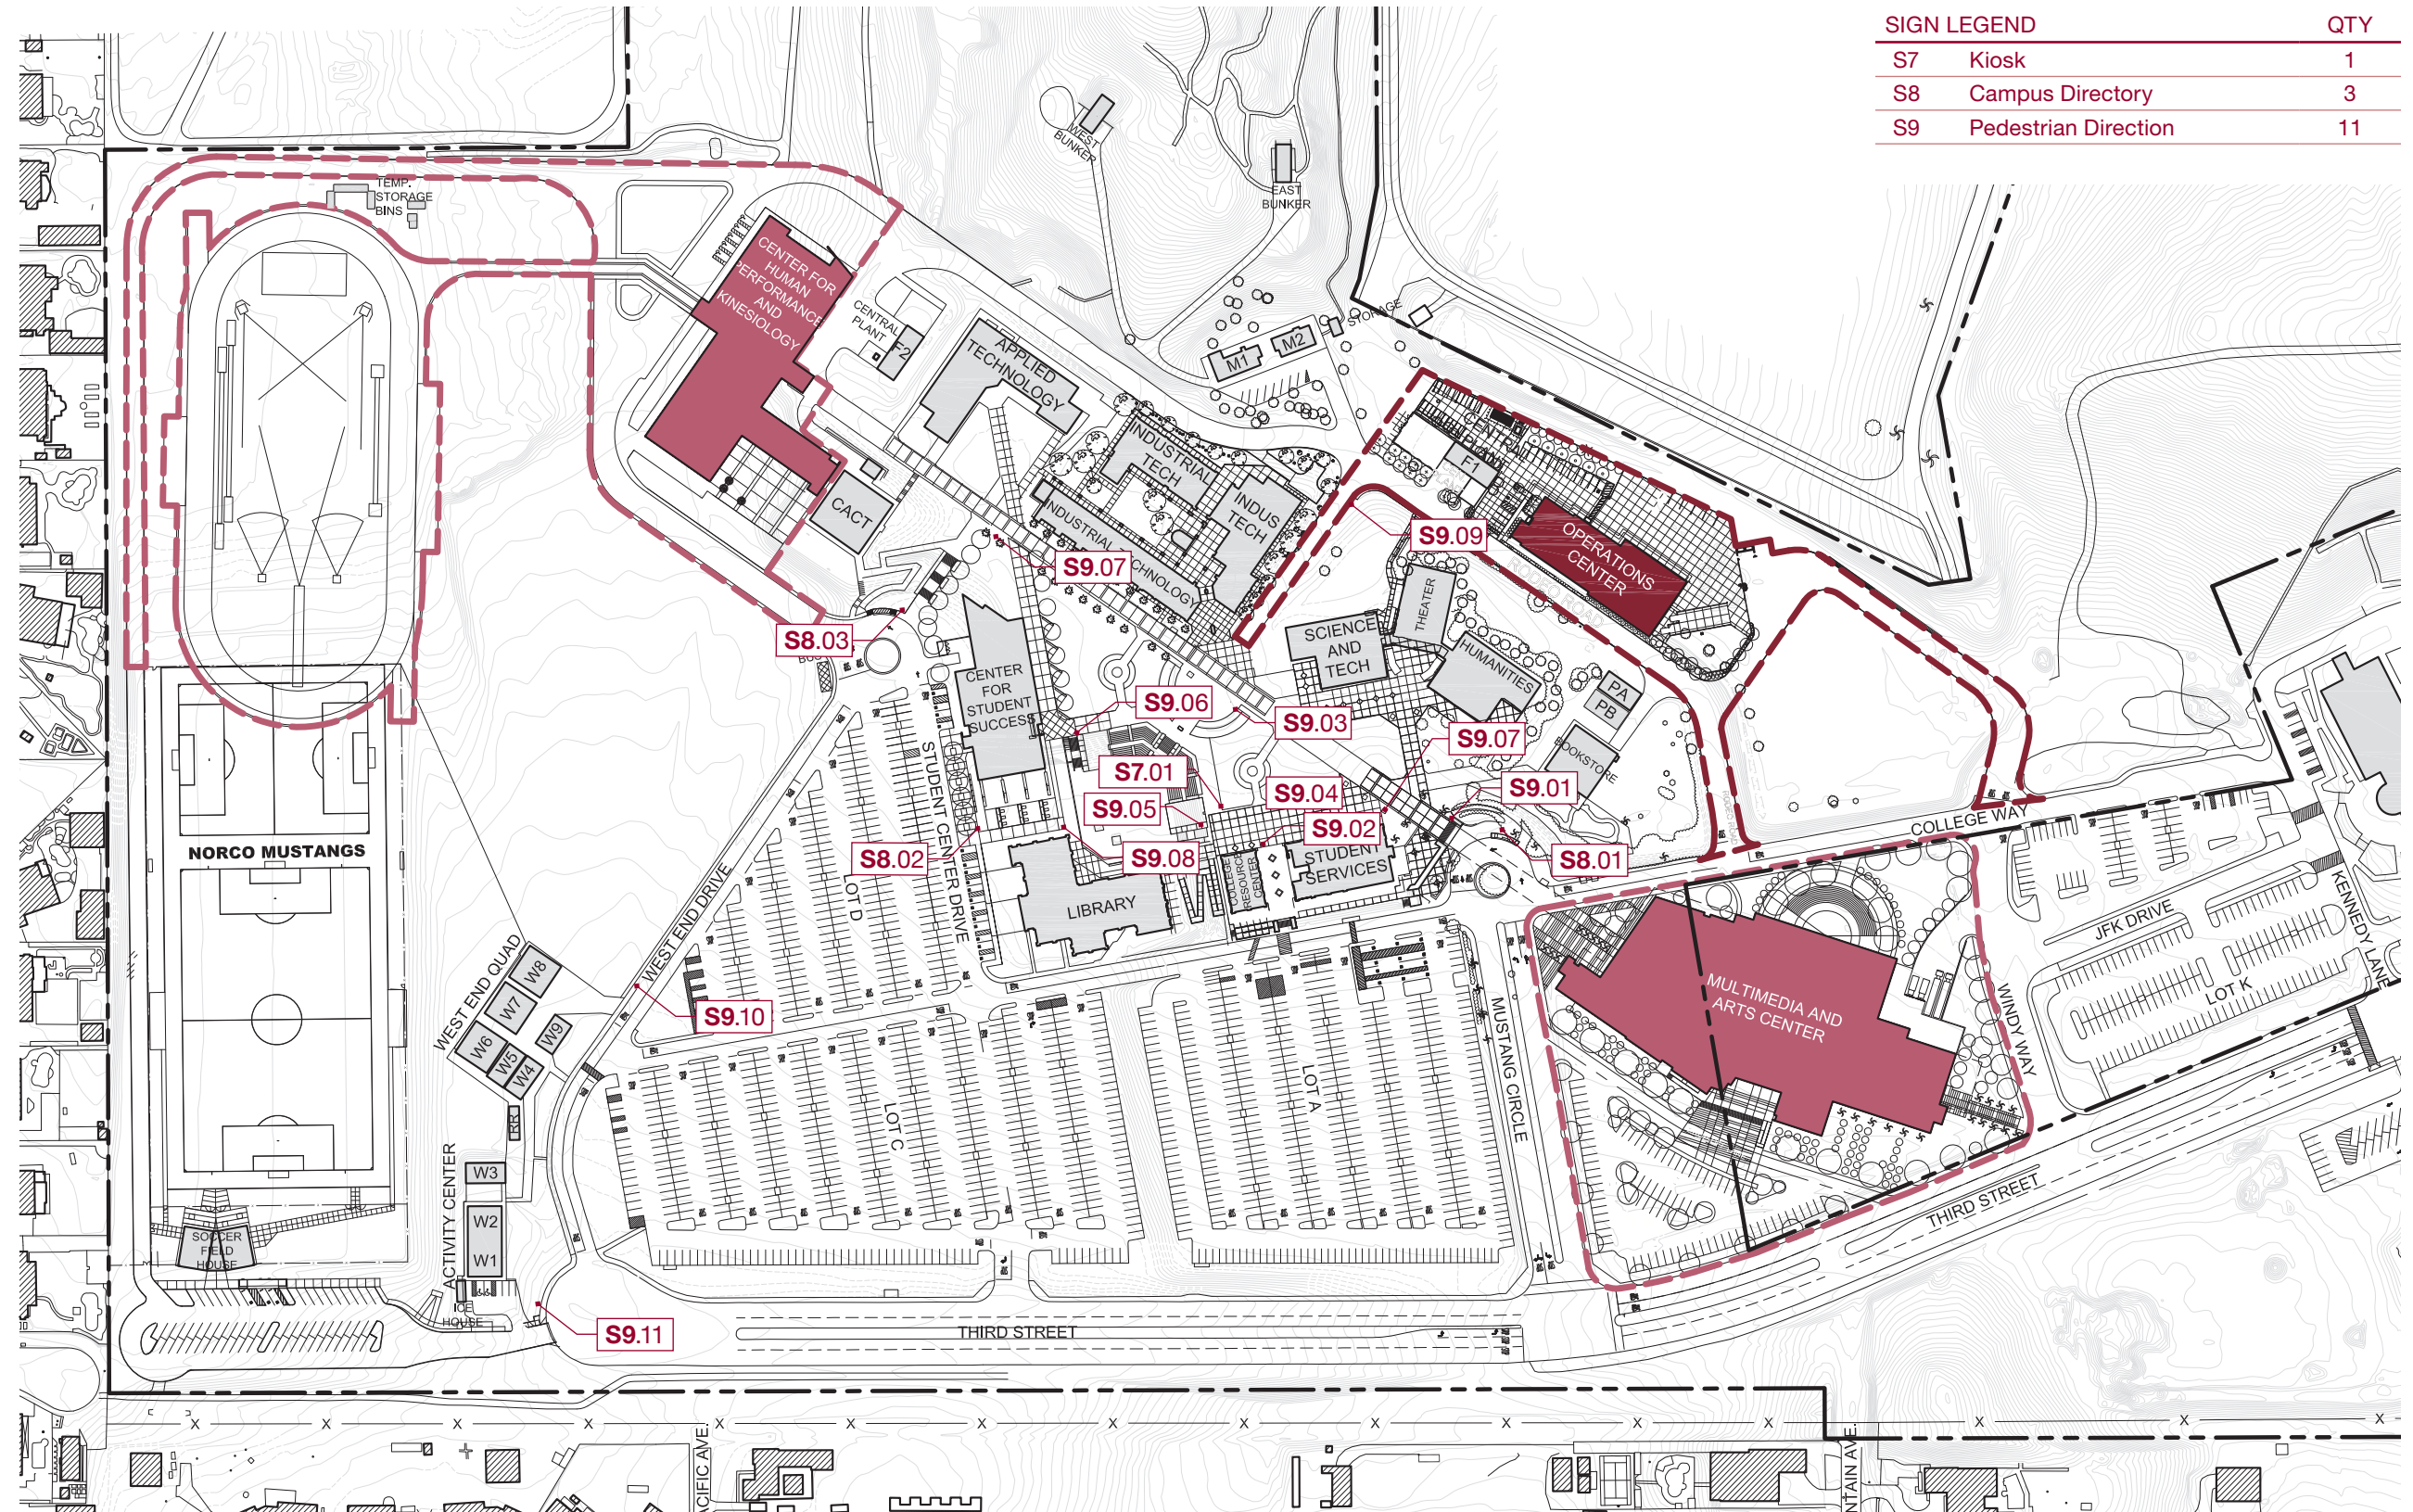 SIGN LEGEND QTY
S7 Kiosk 1
S8 Campus Directory 3
S9 Pedestrian Direction 11
WEST
BUNKER
EAST
BUNKER
TEMP.
STORAGE
BINS
CENTER FOR
HUMAN
PERFORMANCE
AND
KINESIOLOGY
CENTRAL
PLANT
F2
APPLIED
TECHNOLOGY
STORAGE
M1
M2
INDUSTRIAL
TECH
INDUS
TECH
INDUSTRIAL TECHNOLOGY
CACT
F1
OPERATIONS
CENTER
S9.09
S9.07
S8.03
THEATER
SCIENCE
AND
TECH
HUMANITIES
PA
PB
BOOKSTORE
CENTER
FOR
STUDENT
SUCCESS
S9.06
S9.03
S9.07
S7.01
S9.05
S9.04
S9.01
S9.02
S8.02
S9.08
S8.01
STUDENT
SERVICES
COLLEGE
RESOURCE
CENTER
LIBRARY
COLLEGE WAY
STUDENT CENTER DRIVE
LOT D
WEST END DRIVE
NORCO MUSTANGS
WEST END QUAD
W8
W7
W6
W5
W4
W9
S9.10
RR
ACTIVITY CENTER
W3
W2
W1
ICE
HOUSE
SOCCER
FIELD
HOUSE
S9.11
LOT C
LOT A
MUSTANG CIRCLE
MULTIMEDIA AND
ARTS CENTER
WINDY WAY
JFK DRIVE
LOT K
KENNEDY LANE
THIRD STREET
THIRD STREET
X X X X X X X X X X X X X X X X